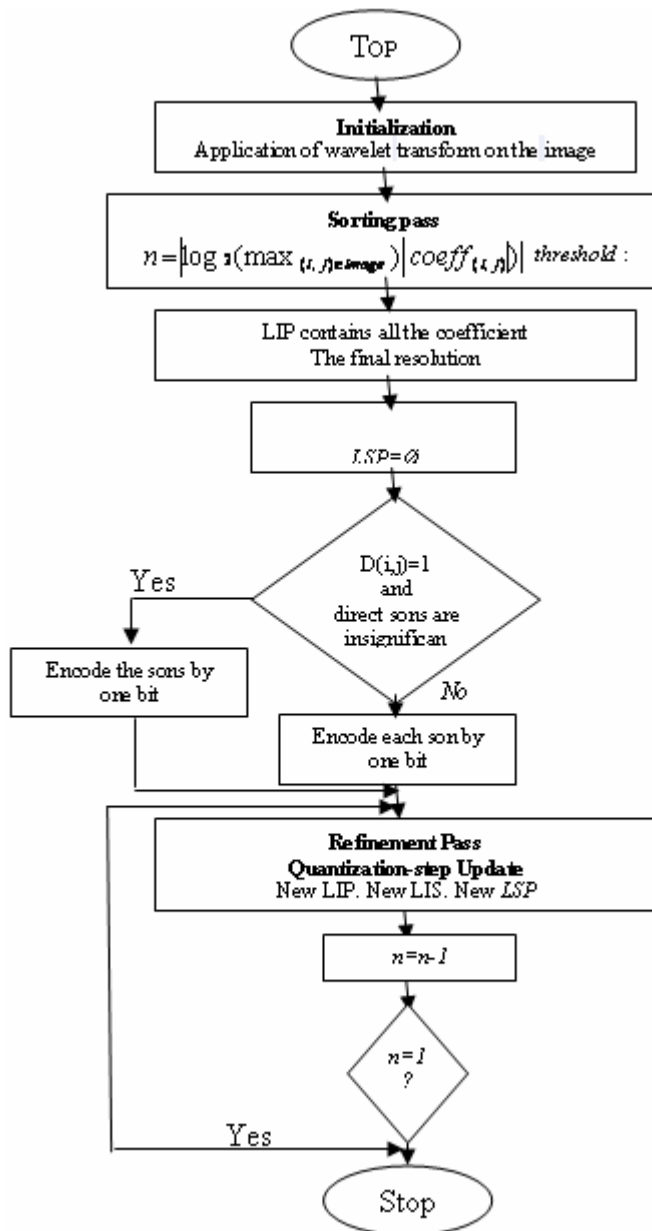 TOP
Initialization
Application of wavelet transform on the image
Sorting pass
n = |log 2(max (i, j)∈image )|coeff (i, j)|)| threshold :
LIP contains all the coefficient
The final resolution
LSP=Ø
D(i,j)=1
and
direct sons are
insignifican
Yes
No
Encode the sons by
one bit
Encode each son by
one bit
Refinement Pass
Quantization-step Update
New LIP. New LIS. New LSP
n=n-1
n=1
?
Yes
Stop